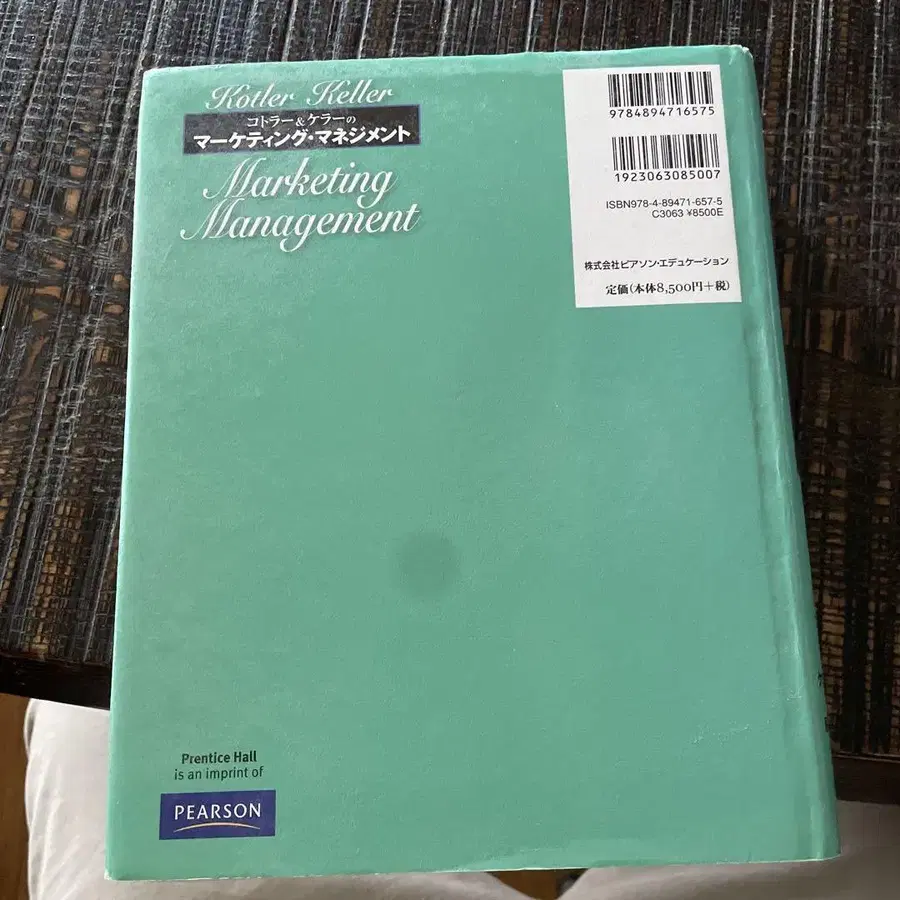 Kotler Keller
コトラー&ケラーの
マーケティング・マネジメント
Marketing
Management
9784894716575
1923063085007
ISBN978-4-89471-657-5
C3063 ¥8500E
株式会社ピアソン・エデュケーション
定価(本体8,500円+税)
Prentice Hall
is an imprint of
PEARSON